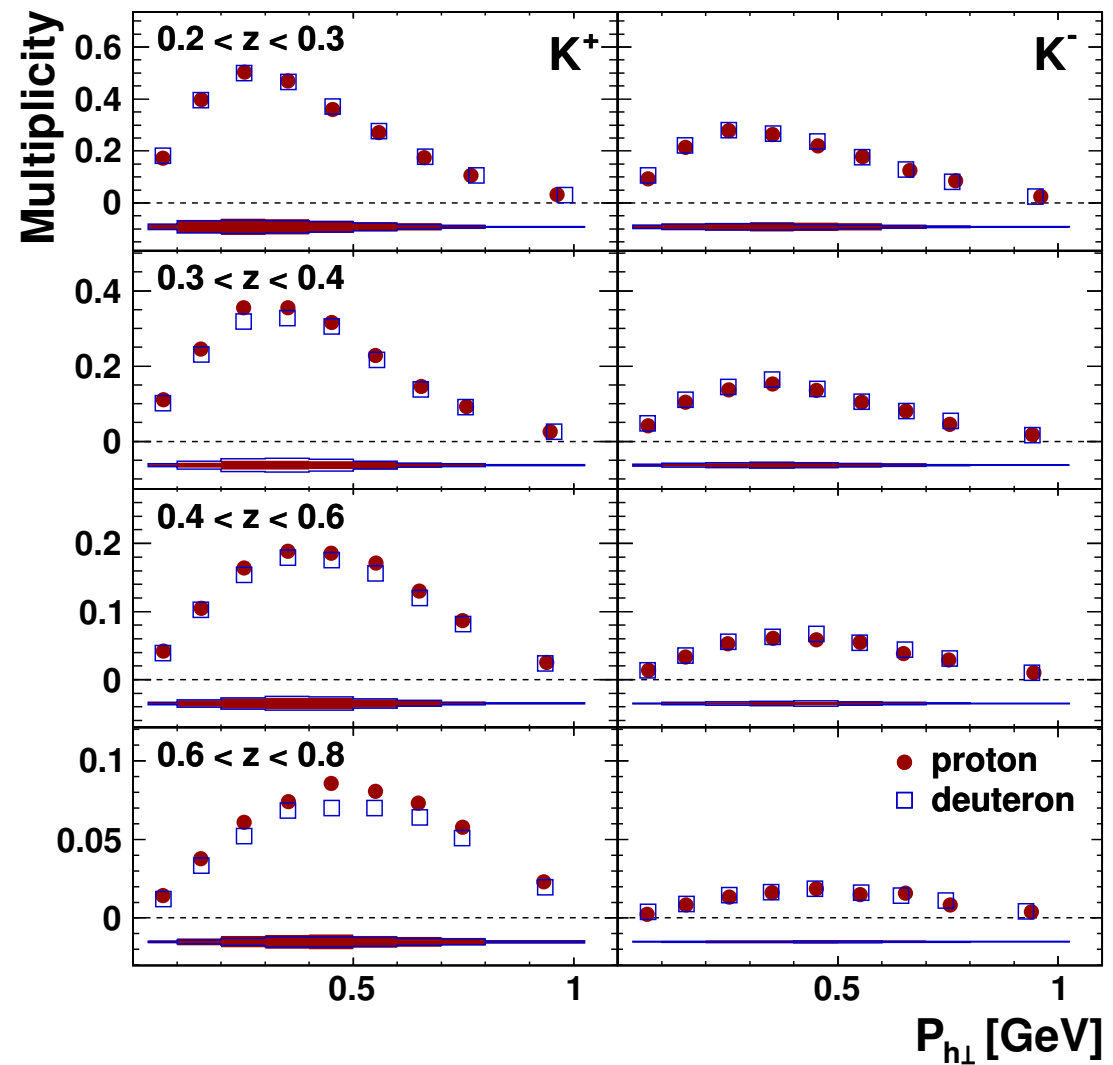 Multiplicity
0.2 < z < 0.3
K⁺
K⁻
0.6
0.4
0.2
0
0.3 < z < 0.4
0.4
0.2
0
0.4 < z < 0.6
0.2
0.1
0
0.6 < z < 0.8
proton
deuteron
0.1
0.05
0
0.5
1
0.5
1
P_h⊥ [GeV]